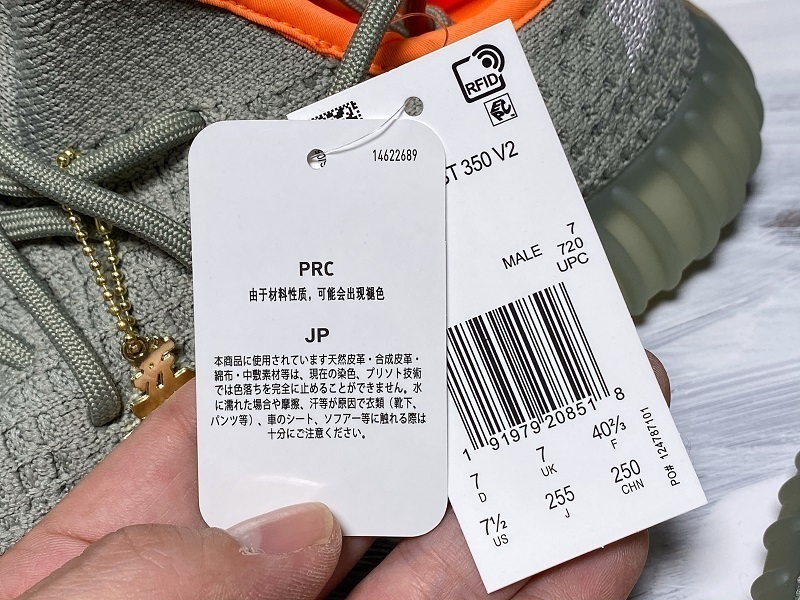 14622689
PRC
由于材料性质，可能会出现褪色
JP
本商品に使用されています天然皮革・合成皮革・
綿布・中敷素材等は、現在の染色、プリソト技術
では色落ちを完全に止めることができません。水
に濡れた場合や摩擦、汗等が原因で衣類（靴下、
パンツ等）、車のシート、ソフアー等に触れる際は
十分にご注意ください。
RFID
ST 350 V2
MALE 7
720
UPC
1 91979 20851 8
7 D
7 UK
40⅔ F
7½ US
255 J
250 CHN
PO# 124787101